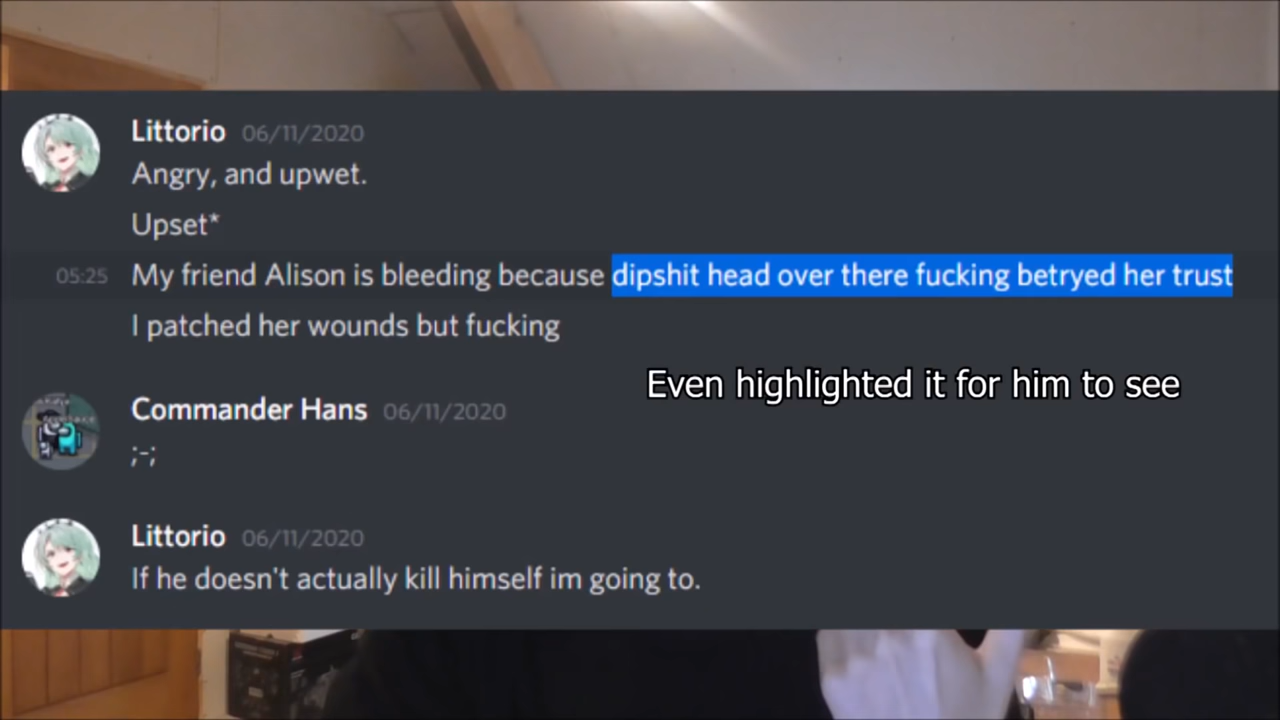 Littorio 06/11/2020
Angry, and upwet.
Upset*
05:25 My friend Alison is bleeding because dipshit head over there fucking betryed her trust
I patched her wounds but fucking
Even highlighted it for him to see
Commander Hans 06/11/2020
;-;
Littorio 06/11/2020
If he doesn't actually kill himself im going to.